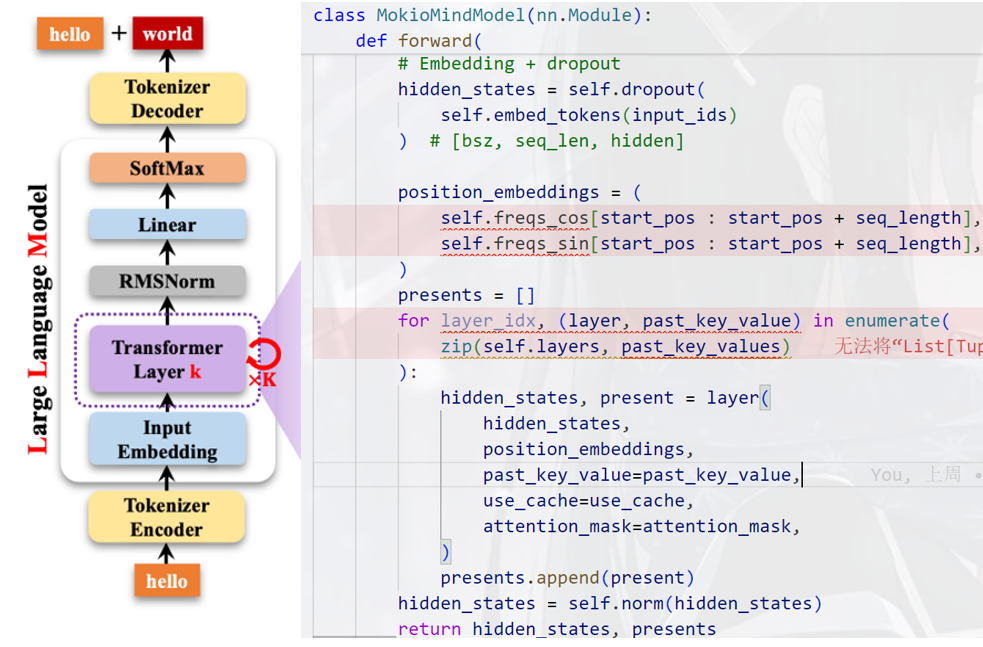 hello + world
Tokenizer
Decoder
SoftMax
Linear
RMSNorm
Transformer
Layer k
×K
Input
Embedding
Tokenizer
Encoder
hello
Large Language Model
class MokioMindModel(nn.Module):
    def forward(
        # Embedding + dropout
        hidden_states = self.dropout(
            self.embed_tokens(input_ids)
        )  # [bsz, seq_len, hidden]
        position_embeddings = (
            self.freqs_cos[start_pos : start_pos + seq_length],
            self.freqs_sin[start_pos : start_pos + seq_length],
        )
        presents = []
        for layer_idx, (layer, past_key_value) in enumerate(
            zip(self.layers, past_key_values)    无法将“List[Tup
        ):
            hidden_states, present = layer(
                hidden_states,
                position_embeddings,
                past_key_value=past_key_value,    You, 上周 •
                use_cache=use_cache,
                attention_mask=attention_mask,
            )
            presents.append(present)
        hidden_states = self.norm(hidden_states)
        return hidden_states, presents